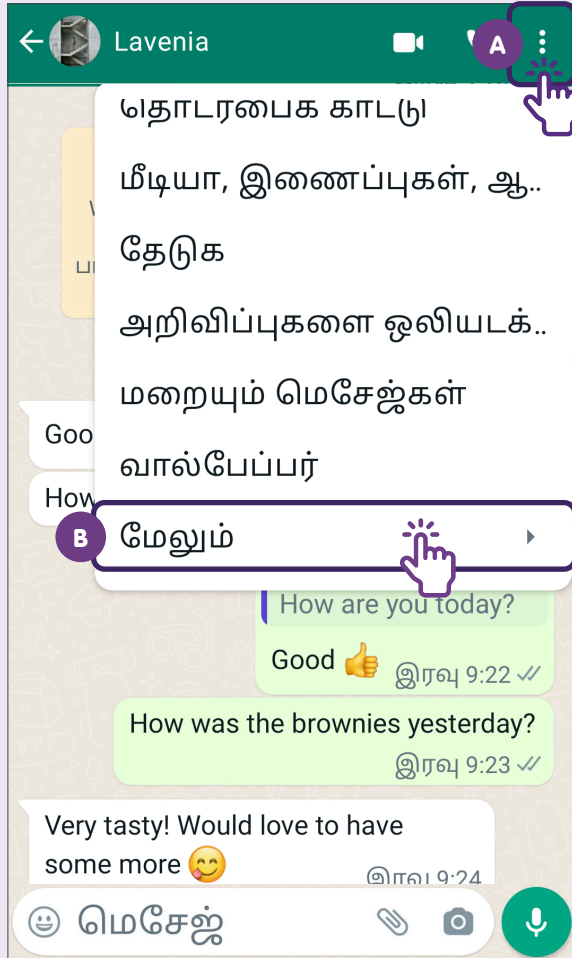 Lavenia
A
தொடர்பைக் காட்டு
மீடியா, இணைப்புகள், ஆ..
தேடுக
அறிவிப்புகளை ஒலியடக்..
மறையும் மெசேஜ்கள்
வால்பேப்பர்
Goo
How
B
மேலும்
How are you today?
Good 👍 இரவு 9:22
How was the brownies yesterday?
இரவு 9:23
Very tasty! Would love to have
some more 😋
இரவு 9:24
மெசேஜ்